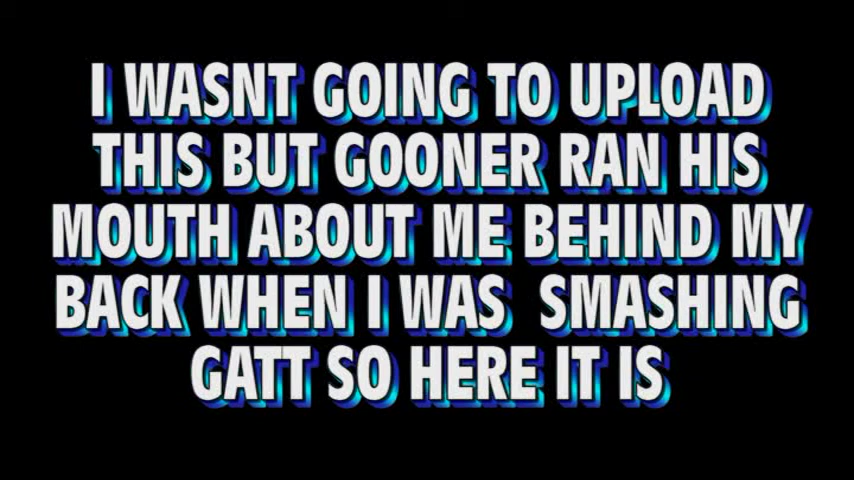 I WASNT GOING TO UPLOAD
THIS BUT GOONER RAN HIS
MOUTH ABOUT ME BEHIND MY
BACK WHEN I WAS SMASHING
GATT SO HERE IT IS